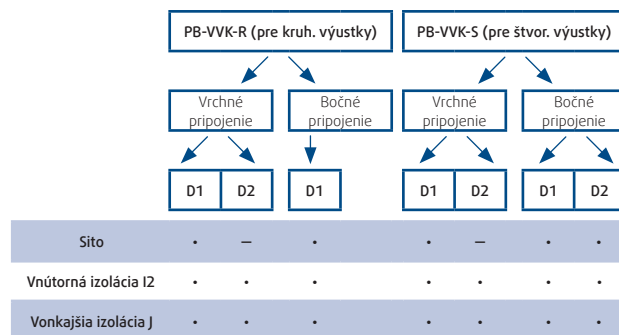 PB-VVK-R (pre kruh. výustky) PB-VVK-S (pre štvor. výustky)
Vrchné pripojenie Bočné pripojenie Vrchné pripojenie Bočné pripojenie
D1 D2 D1 D1 D2 D1 D2
Sito • – • • – • •
Vnútorná izolácia I2 • • • • • • •
Vonkajšia izolácia J • • • • • • •